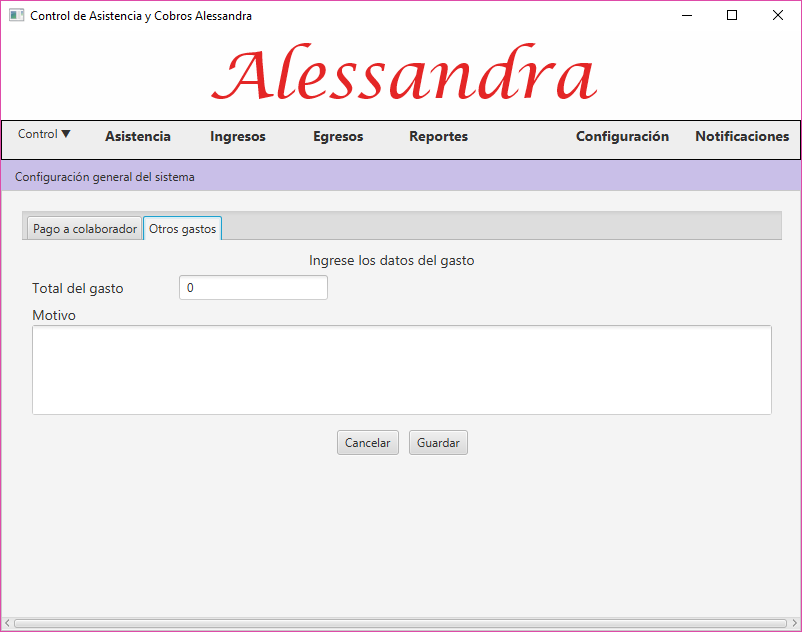 Control de Asistencia y Cobros Alessandra
Alessandra
Control ▼ Asistencia Ingresos Egresos Reportes Configuración Notificaciones
Configuración general del sistema
Pago a colaborador Otros gastos
Ingrese los datos del gasto
Total del gasto 0
Motivo
Cancelar Guardar